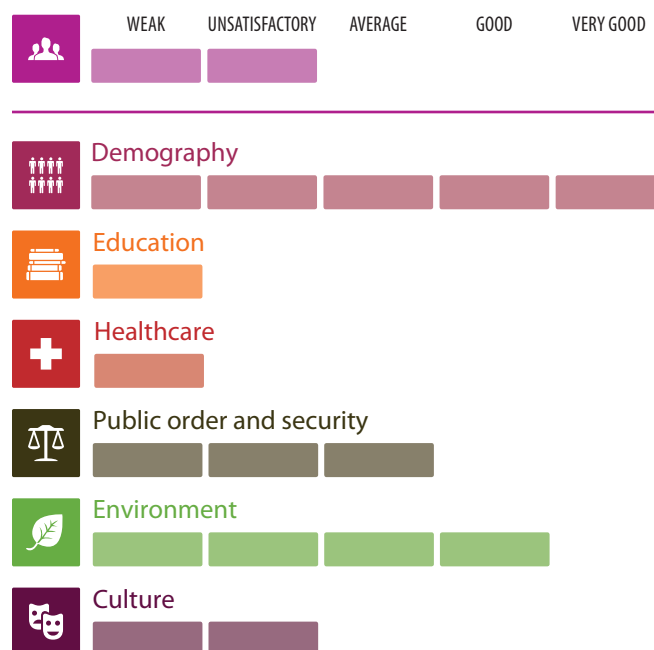 WEAK UNSATISFACTORY AVERAGE GOOD VERY GOOD
Demography
Education
Healthcare
Public order and security
Environment
Culture